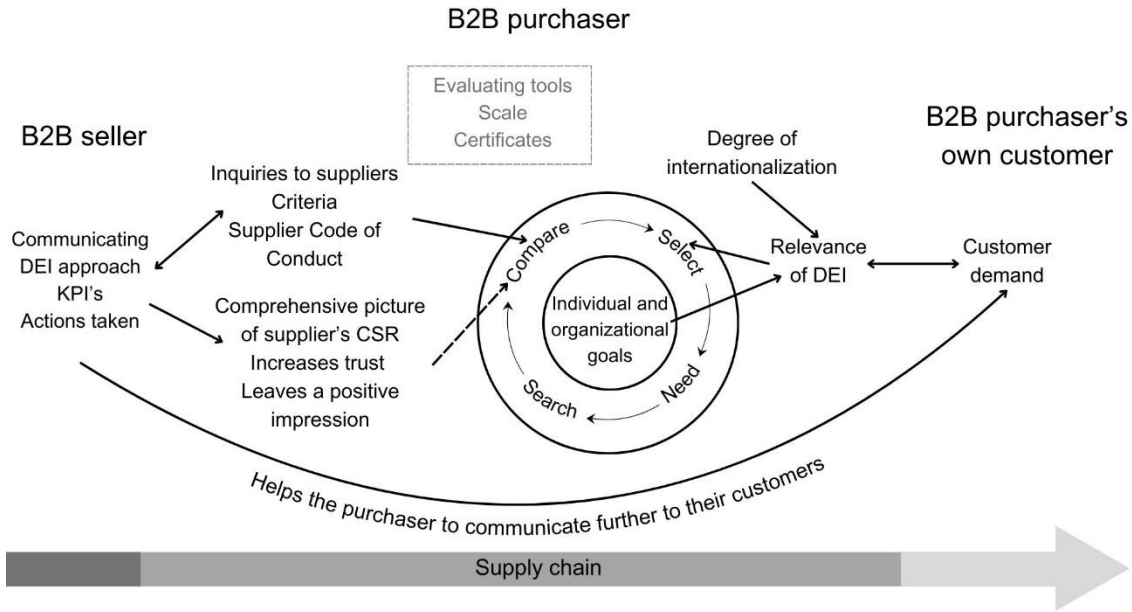 B2B purchaser
Evaluating tools
Scale
Certificates
B2B seller
B2B purchaser's
own customer
Degree of
internationalization
Inquiries to suppliers
Criteria
Supplier Code of
Conduct
Communicating
DEI approach
KPI's
Actions taken
Comprehensive picture
of supplier's CSR
Increases trust
Leaves a positive
impression
Compare
Select
Need
Search
Individual and
organizational
goals
Relevance
of DEI
Customer
demand
Helps the purchaser to communicate further to their customers
Supply chain